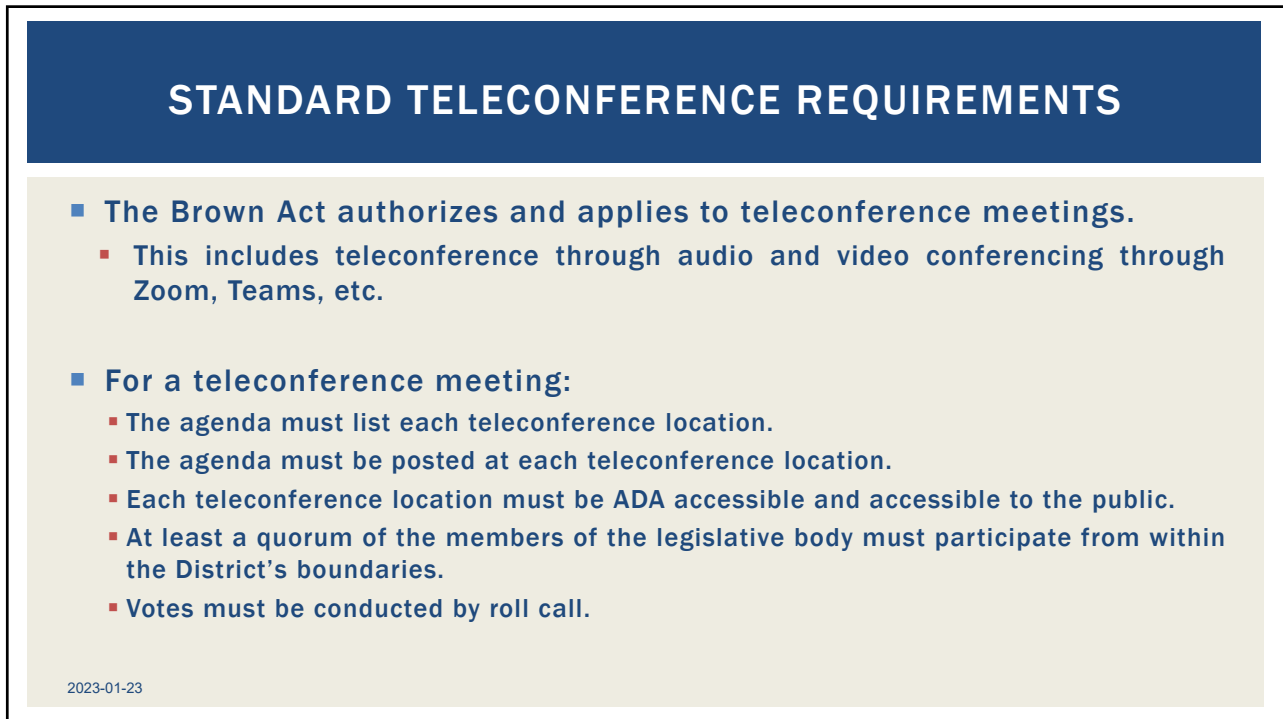 STANDARD TELECONFERENCE REQUIREMENTS
The Brown Act authorizes and applies to teleconference meetings.
This includes teleconference through audio and video conferencing through
Zoom, Teams, etc.
For a teleconference meeting:
The agenda must list each teleconference location.
The agenda must be posted at each teleconference location.
Each teleconference location must be ADA accessible and accessible to the public.
At least a quorum of the members of the legislative body must participate from within
the District’s boundaries.
Votes must be conducted by roll call.
2023-01-23